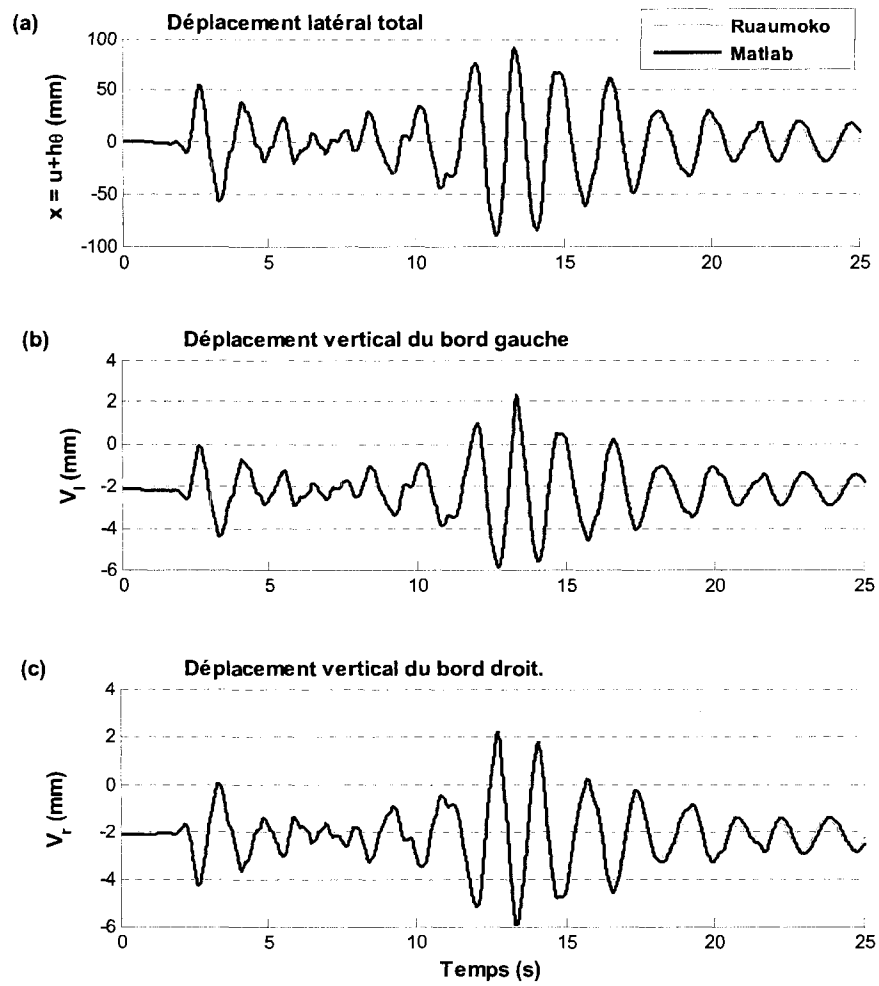 (a) Déplacement latéral total
Ruaumoko
Matlab
100
50
0
-50
-100
x = u+hθ (mm)
0 5 10 15 20 25
(b) Déplacement vertical du bord gauche
4
2
0
-2
-4
-6
V_l (mm)
0 5 10 15 20 25
(c) Déplacement vertical du bord droit.
4
2
0
-2
-4
-6
V_r (mm)
0 5 10 15 20 25
Temps (s)